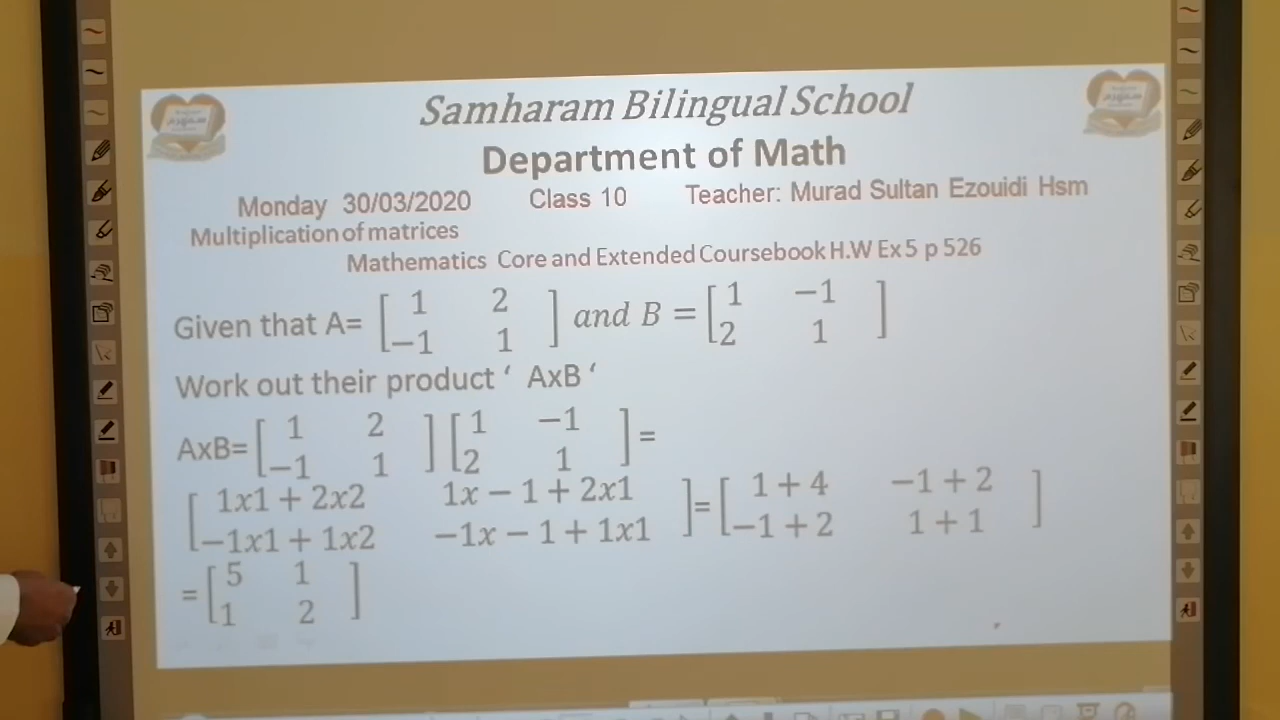 Samharam Bilingual School
Department of Math
Monday 30/03/2020 Class 10 Teacher: Murad Sultan Ezouidi Hsm
Multiplication of matrices
Mathematics Core and Extended Coursebook H.W Ex 5 p 526
Given that A= [ 1 2 ] and B = [ 1 −1 ]
−1 1 2 1
Work out their product ‘ AxB ‘
AxB= [ 1 2 ] [ 1 −1 ] =
−1 1 2 1
[ 1x1 + 2x2 1x − 1 + 2x1 ] = [ 1 + 4 −1 + 2 ]
−1x1 + 1x2 −1x − 1 + 1x1 −1 + 2 1 + 1
= [ 5 1 ]
1 2